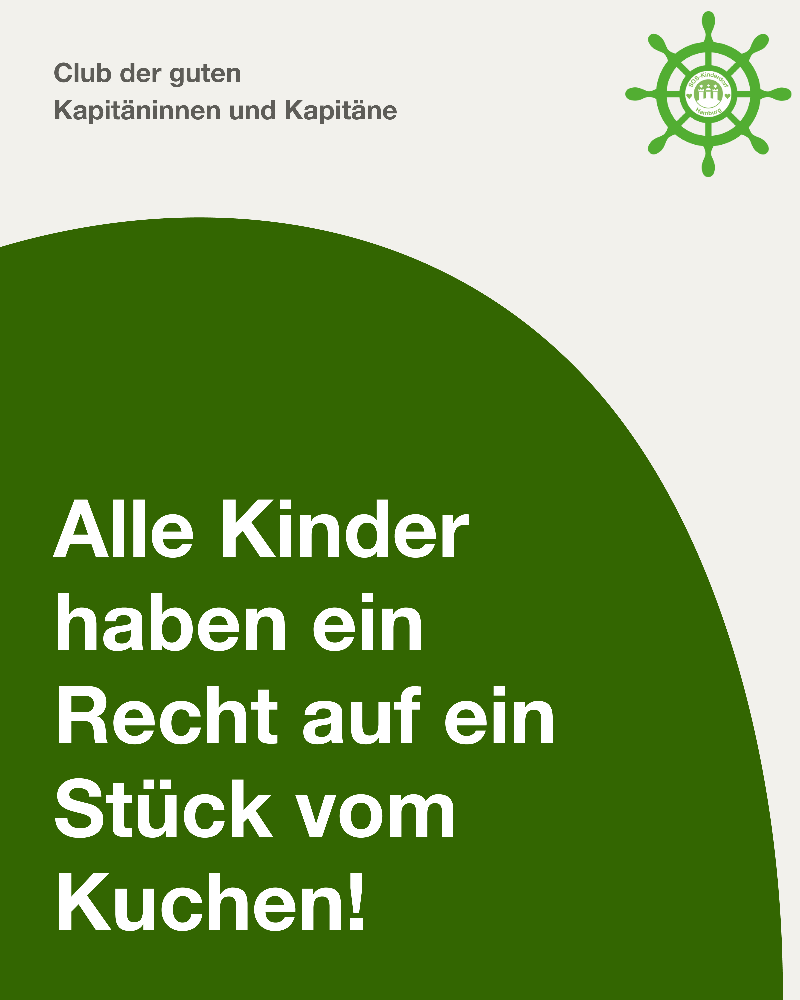 Club der guten
Kapitäninnen und Kapitäne
SOS-Kinderdorf
Hamburg
Alle Kinder
haben ein
Recht auf ein
Stück vom
Kuchen!